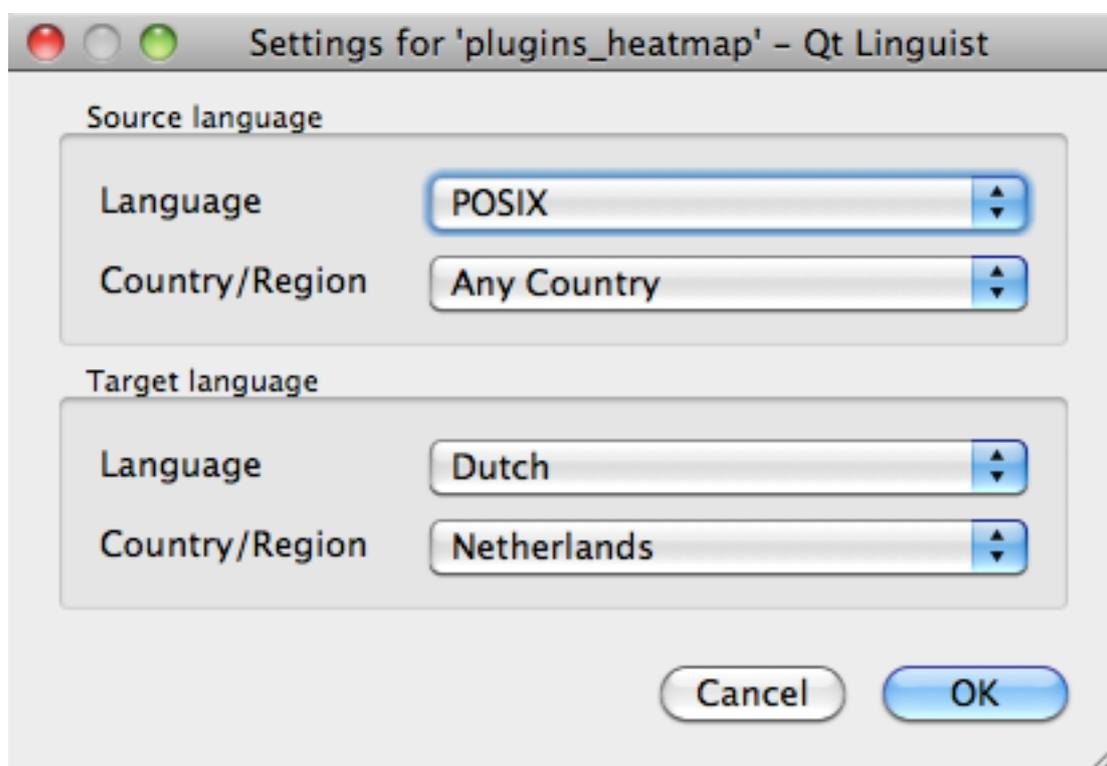 Settings for 'plugins_heatmap' – Qt Linguist
Source language
Language POSIX
Country/Region Any Country
Target language
Language Dutch
Country/Region Netherlands
Cancel OK